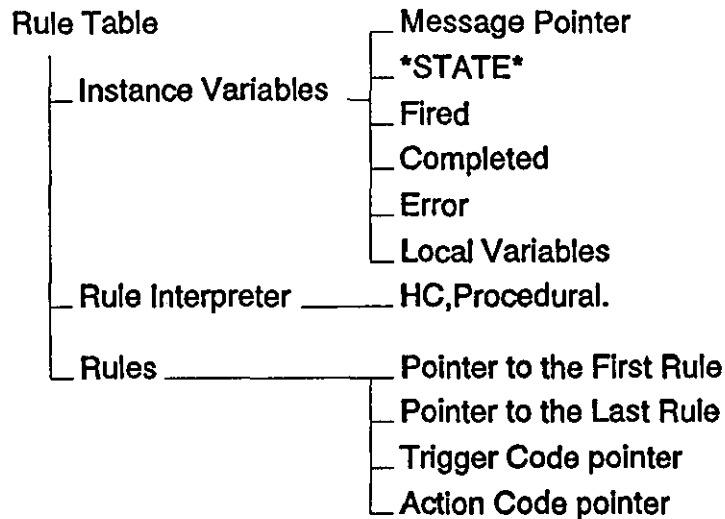 Rule Table
Message Pointer
*STATE*
Instance Variables
Fired
Completed
Error
Local Variables
Rule Interpreter
HC,Procedural.
Rules
Pointer to the First Rule
Pointer to the Last Rule
Trigger Code pointer
Action Code pointer